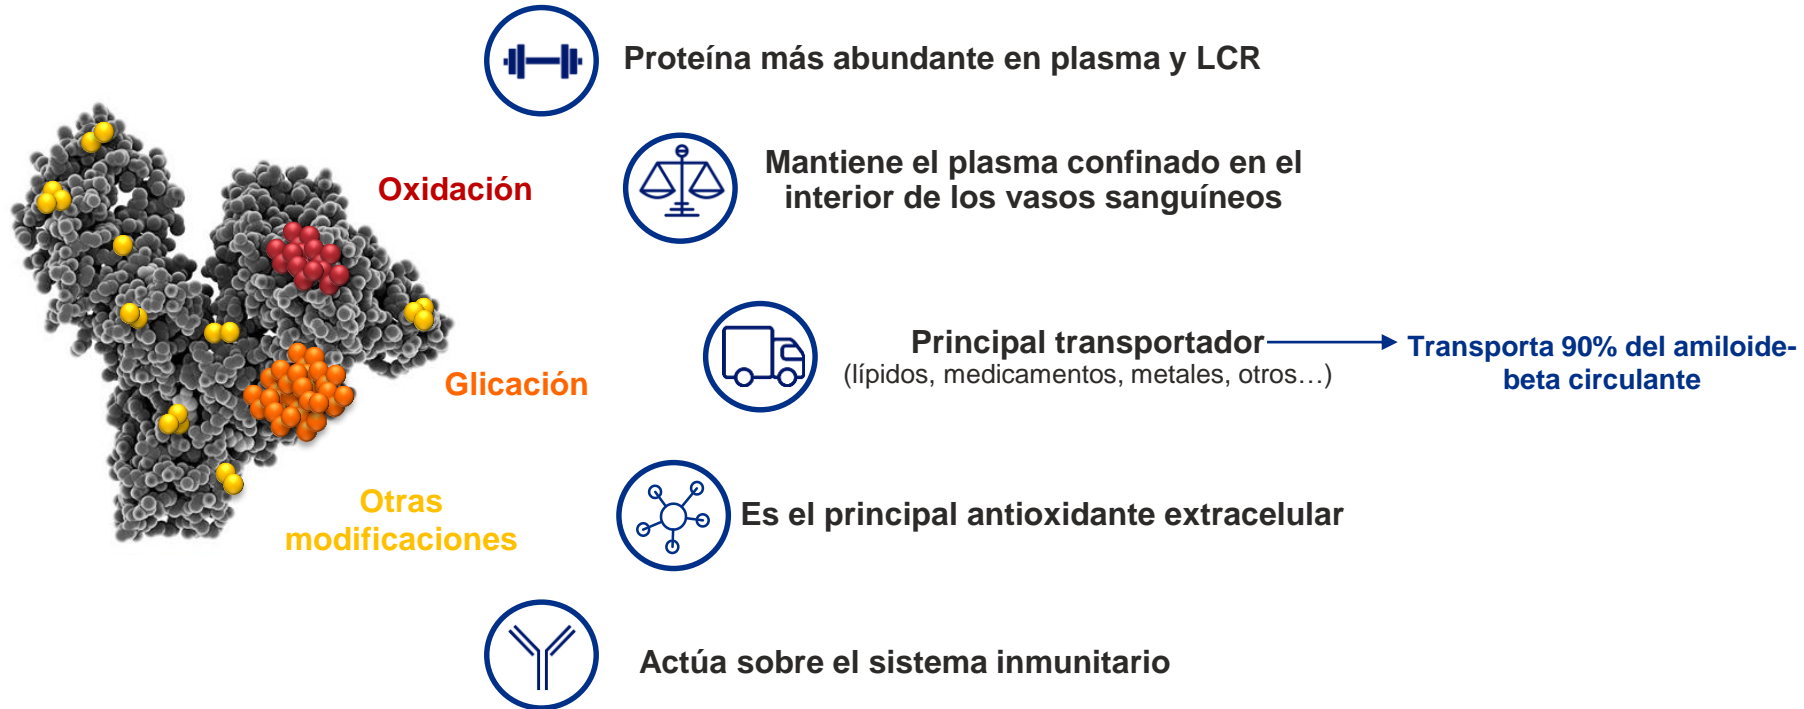 Proteína más abundante en plasma y LCR
Mantiene el plasma confinado en el
interior de los vasos sanguíneos
Oxidación
Principal transportador
(lípidos, medicamentos, metales, otros…)
Transporta 90% del amiloide-
beta circulante
Glicación
Otras
modificaciones
Es el principal antioxidante extracelular
Actúa sobre el sistema inmunitario